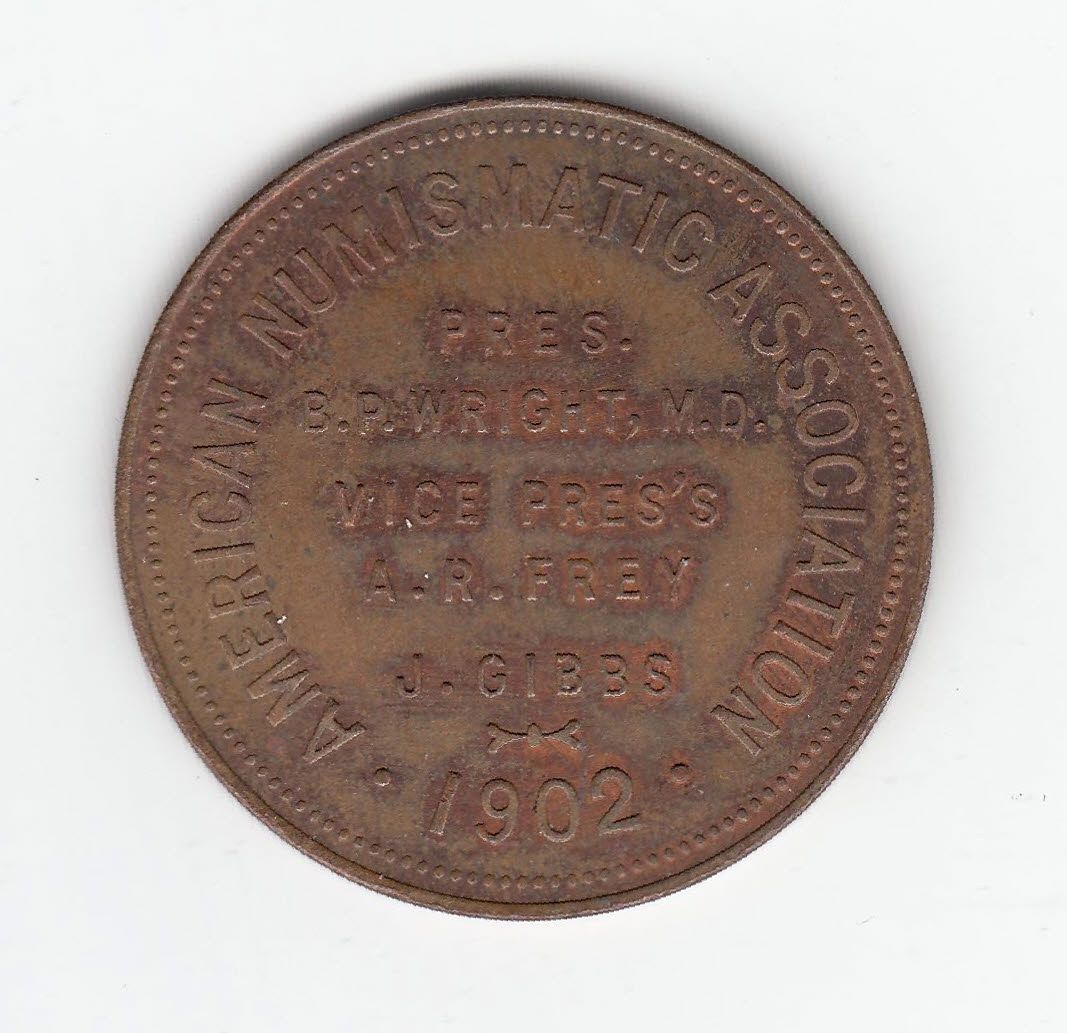 AMERICAN NUMISMATIC ASSOCIATION
PRES.
B.P. WRIGHT, M.D.
VICE PRES'S
A.R. FREY
J. GIBBS
1902